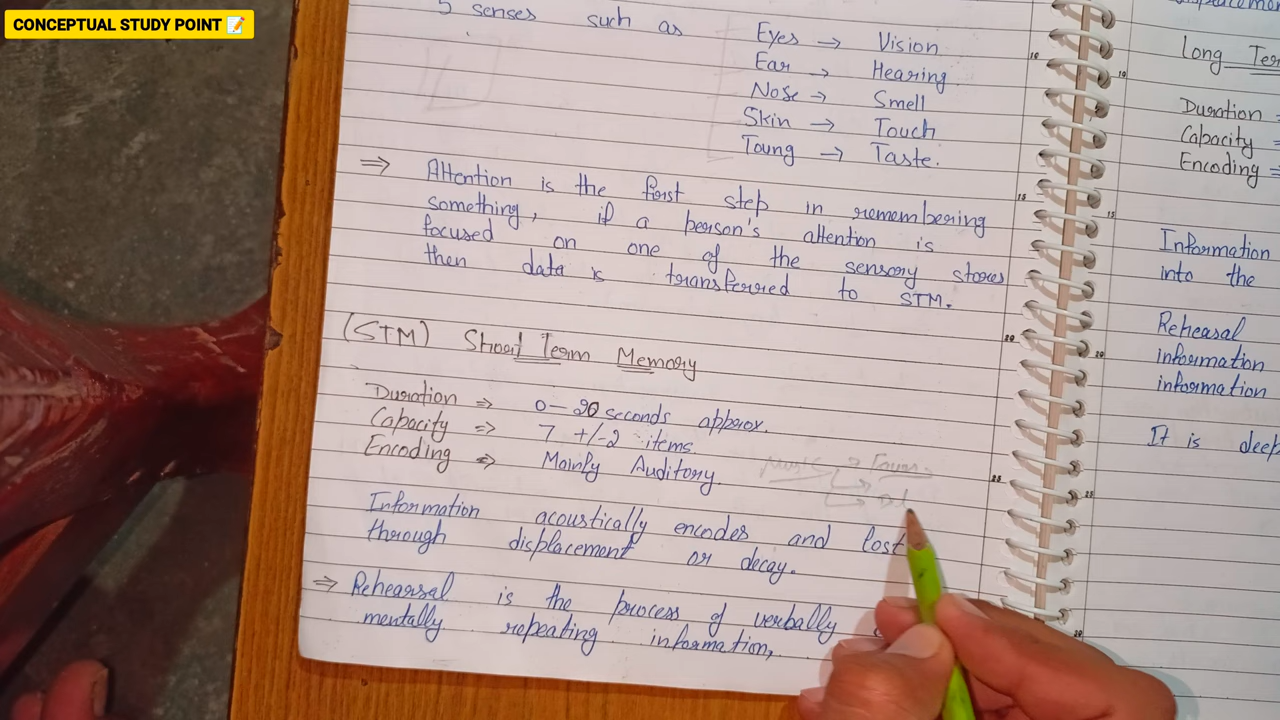 CONCEPTUAL STUDY POINT 📝
5 senses such as Eyes → Vision
Ear → Hearing
Nose → Smell
Skin → Touch
Toung → Taste.
⇒ Attention is the first step in remembering
something, if a person's attention is
focused on one of the sensory stores
then data is transferred to STM.
(STM) Short Term Memory
Duration ⇒ 0-20 seconds approx.
Capacity ⇒ 7 +/-2 items.
Encoding ⇒ Mainly Auditory.
Information acoustically encodes and lost
through displacement or decay.
⇒ Rehearsal is the process of verbally
mentally repeating information,
Long
Duration
Capacity =
Encoding =
Information
into the
Rehearsal
information
information
It is